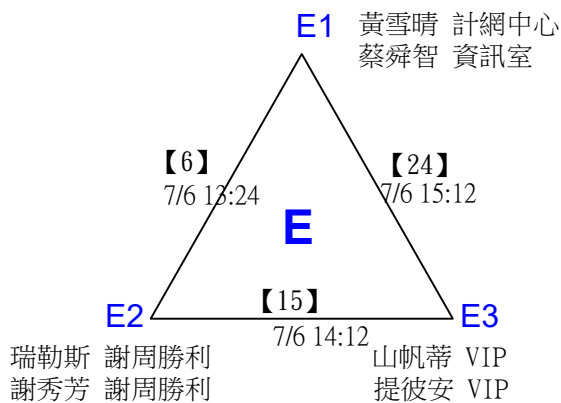 E1 黃雪晴 計網中心
蔡舜智 資訊室
【6】
7/6 13:24
【24】
7/6 15:12
E
【15】
7/6 14:12
E2
E3
瑞勒斯 謝周勝利
謝秀芳 謝周勝利
山帆蒂 VIP
提彼安 VIP